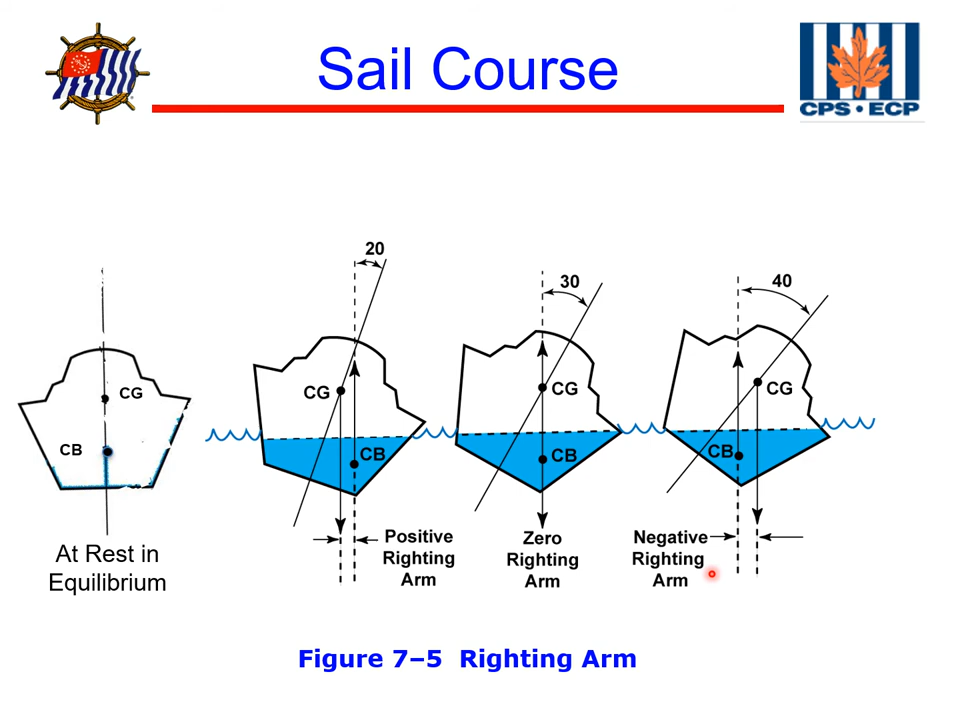 Sail Course
CPS • ECP
CG
CB
At Rest in
Equilibrium
20
CG
CB
Positive
Righting
Arm
30
CG
CB
Zero
Righting
Arm
40
CG
CB
Negative
Righting
Arm
Figure 7–5 Righting Arm